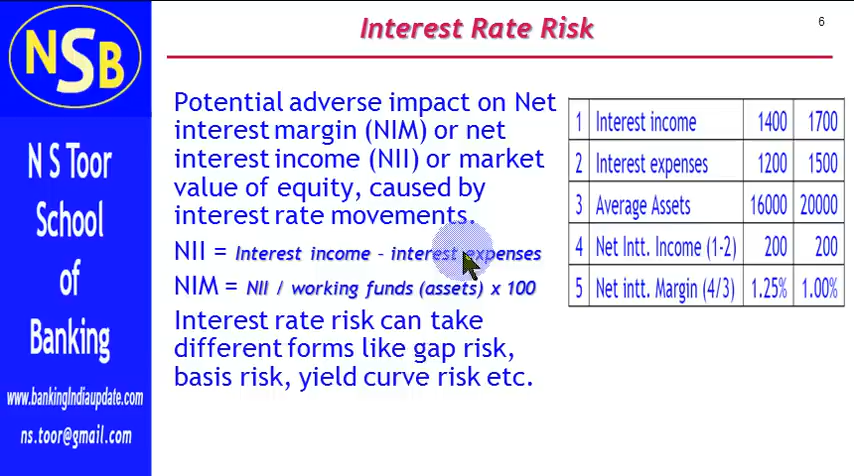 Interest Rate Risk
6
NSB
N S Toor
School
of
Banking
www.bankingIndiaupdate.com
ns.toor@gmail.com
Potential adverse impact on Net
interest margin (NIM) or net
interest income (NII) or market
value of equity, caused by
interest rate movements.
NII = Interest income - interest expenses
NIM = NII / working funds (assets) x 100
Interest rate risk can take
different forms like gap risk,
basis risk, yield curve risk etc.
1 Interest income 1400 1700
2 Interest expenses 1200 1500
3 Average Assets 16000 20000
4 Net Intt. Income (1-2) 200 200
5 Net intt. Margin (4/3) 1.25% 1.00%